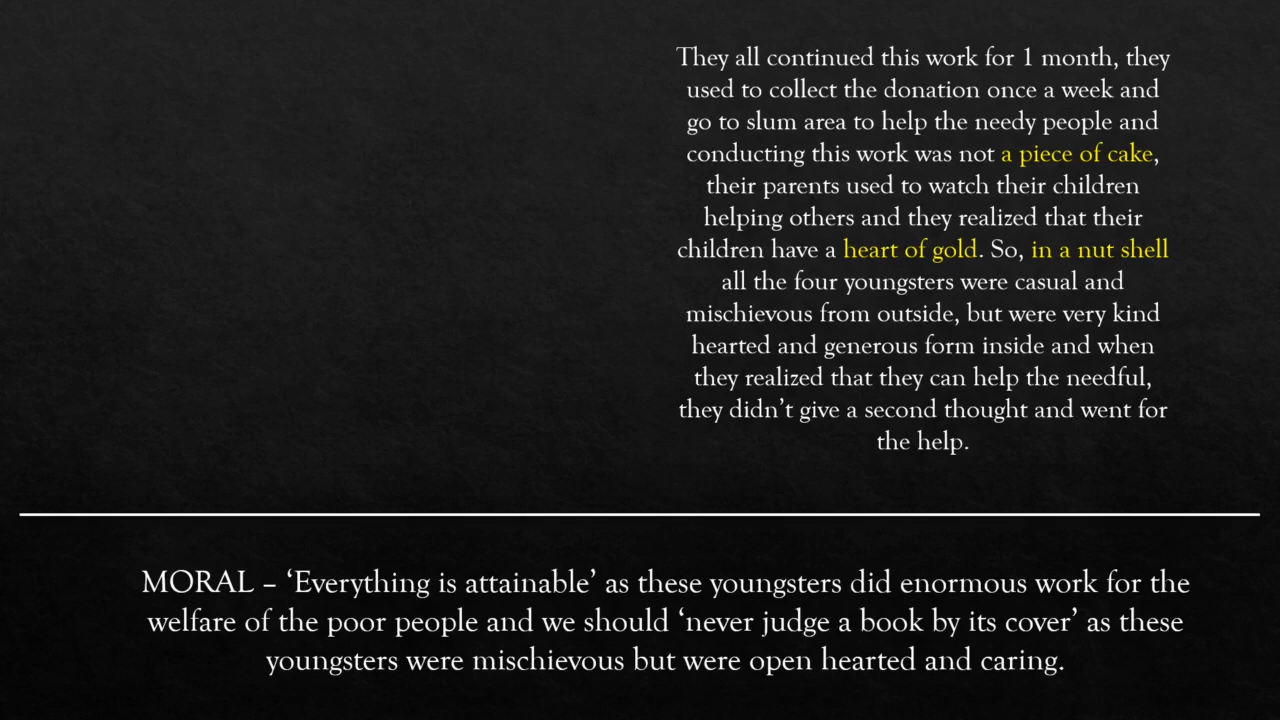 They all continued this work for 1 month, they
used to collect the donation once a week and
go to slum area to help the needy people and
conducting this work was not a piece of cake,
their parents used to watch their children
helping others and they realized that their
children have a heart of gold. So, in a nut shell
all the four youngsters were casual and
mischievous from outside, but were very kind
hearted and generous form inside and when
they realized that they can help the needful,
they didn’t give a second thought and went for
the help.
MORAL – ‘Everything is attainable’ as these youngsters did enormous work for the
welfare of the poor people and we should ‘never judge a book by its cover’ as these
youngsters were mischievous but were open hearted and caring.